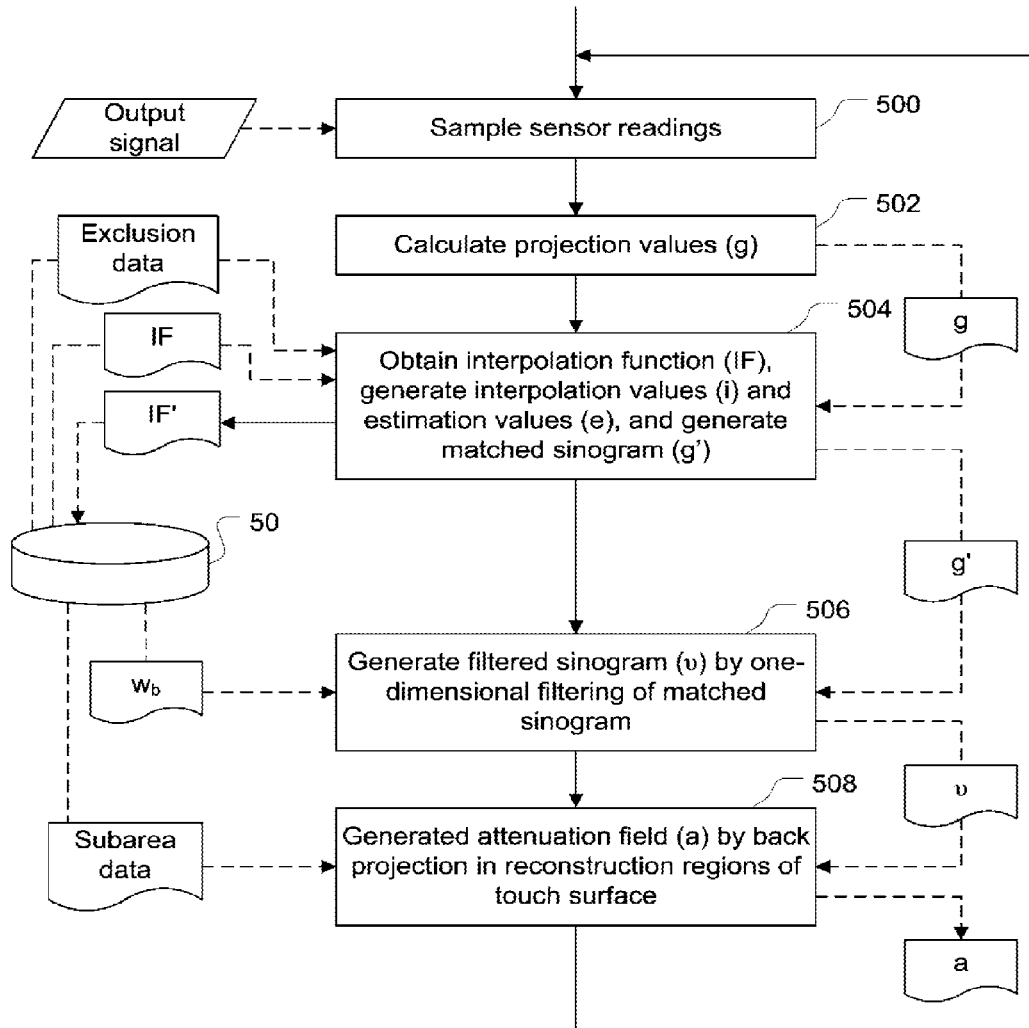 Output
signal
Sample sensor readings
500
Calculate projection values (g)
502
g
Exclusion
data
IF
IF'
Obtain interpolation function (IF),
generate interpolation values (i) and
estimation values (e), and generate
matched sinogram (g')
504
50
g'
w_b
Generate filtered sinogram (υ) by one-
dimensional filtering of matched
sinogram
506
υ
Subarea
data
Generated attenuation field (a) by back
projection in reconstruction regions of
touch surface
508
a